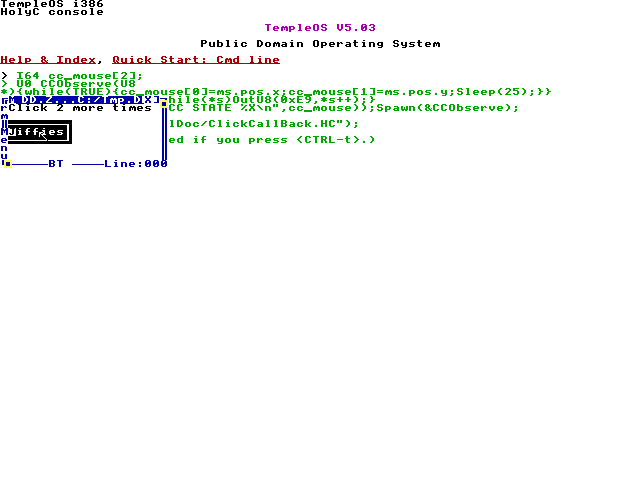 TempleOS i386
HolyC console
TempleOS V5.03
Public Domain Operating System
Help & Index, Quick Start: Cmd line
> I64 cc_mouse[2];
> U0 CCObserve(U8
*){while(TRUE){cc_mouse[0]=ms.pos.x;cc_mouse[1]=ms.pos.y;Sleep(25);}}
DD.Z...C:/Tmp.D[X] hile(*s)OutU8(0xE9,*s++);}
Click 2 more times CC STATE %X\n",cc_mouse));Spawn(&CCObserve);
lDoc/ClickCallBack.HC");
Jiffies
ed if you press <CTRL-t>.)
Menu
BT Line:000